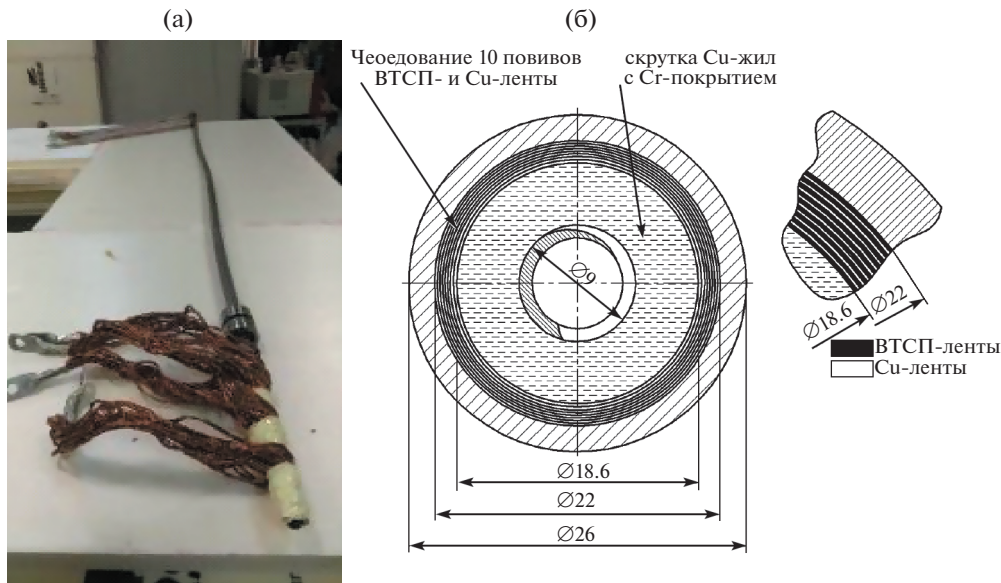 (а)
(б)
Чеоедование 10 повивов
ВТСП- и Cu-ленты
скрутка Cu-жил
с Cr-покрытием
∅9
∅18.6
∅22
ВТСП-ленты
Cu-ленты
∅18.6
∅22
∅26